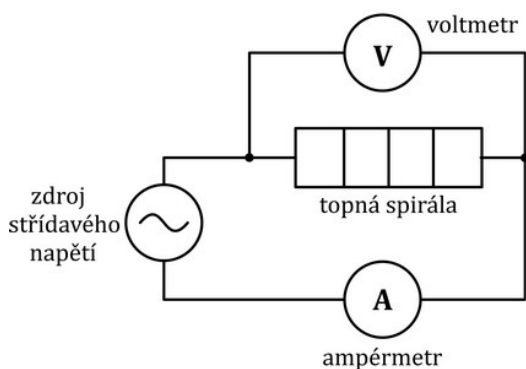 voltmetr
V
zdroj
střídavého
napětí
topná spirála
A
ampérmetr